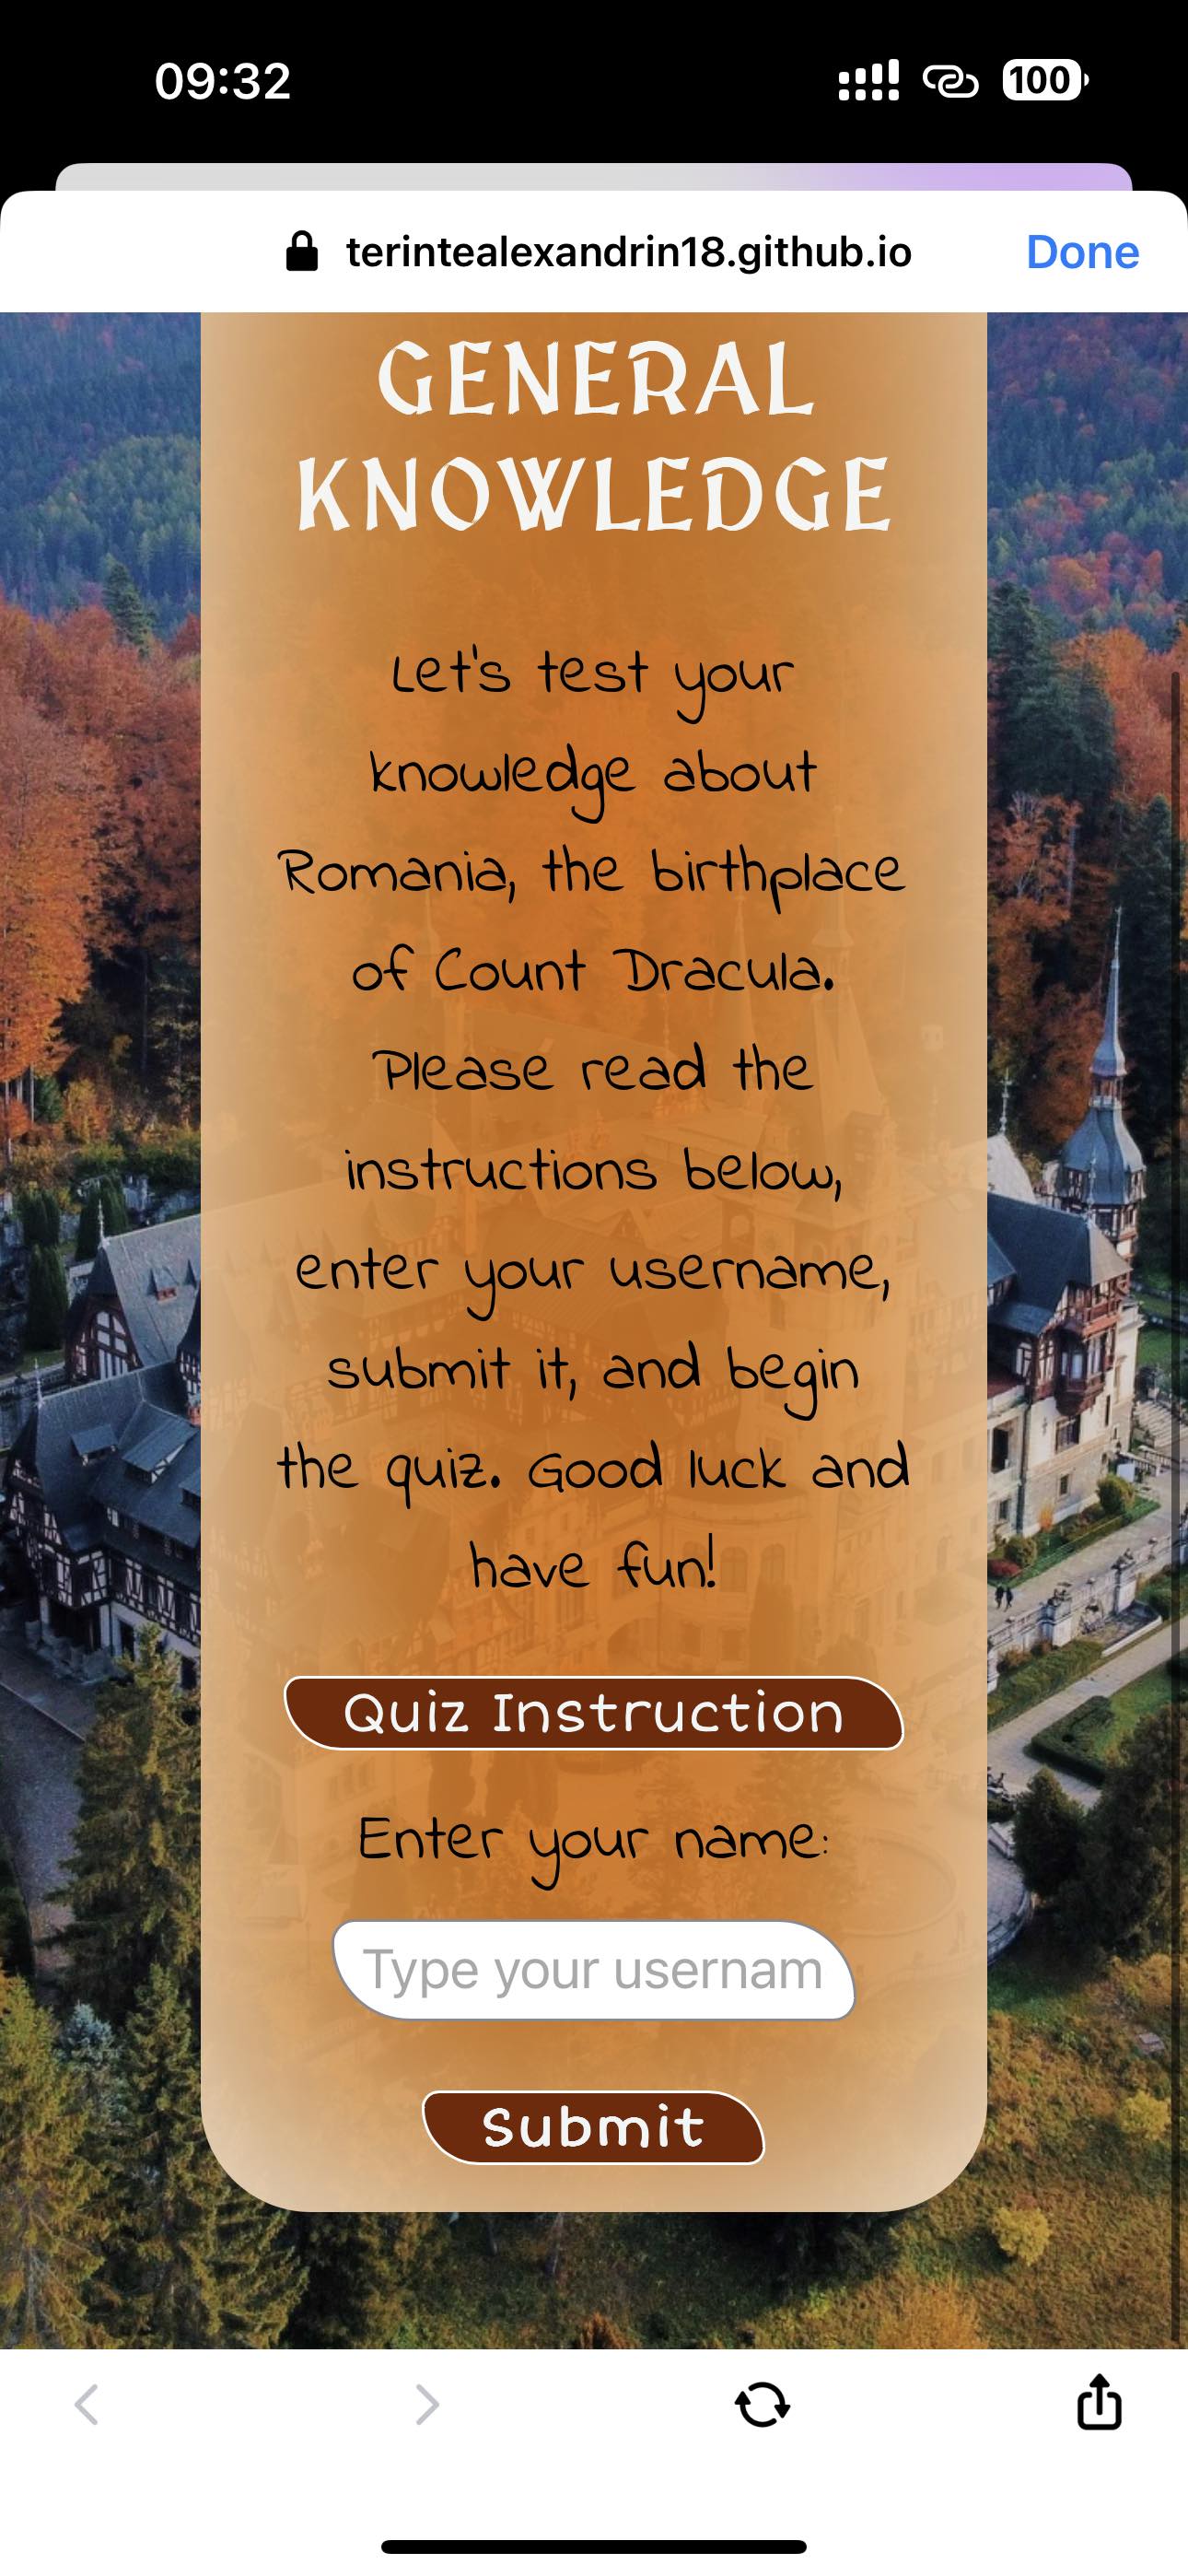 09:32
100
terintealexandrin18.github.io
Done
GENERAL
KNOWLEDGE
Let's test your
knowledge about
Romania, the birthplace
of Count Dracula.
Please read the
instructions below,
enter your username,
submit it, and begin
the quiz. Good luck and
have fun!
Quiz Instruction
Enter your name:
Type your usernam
Submit